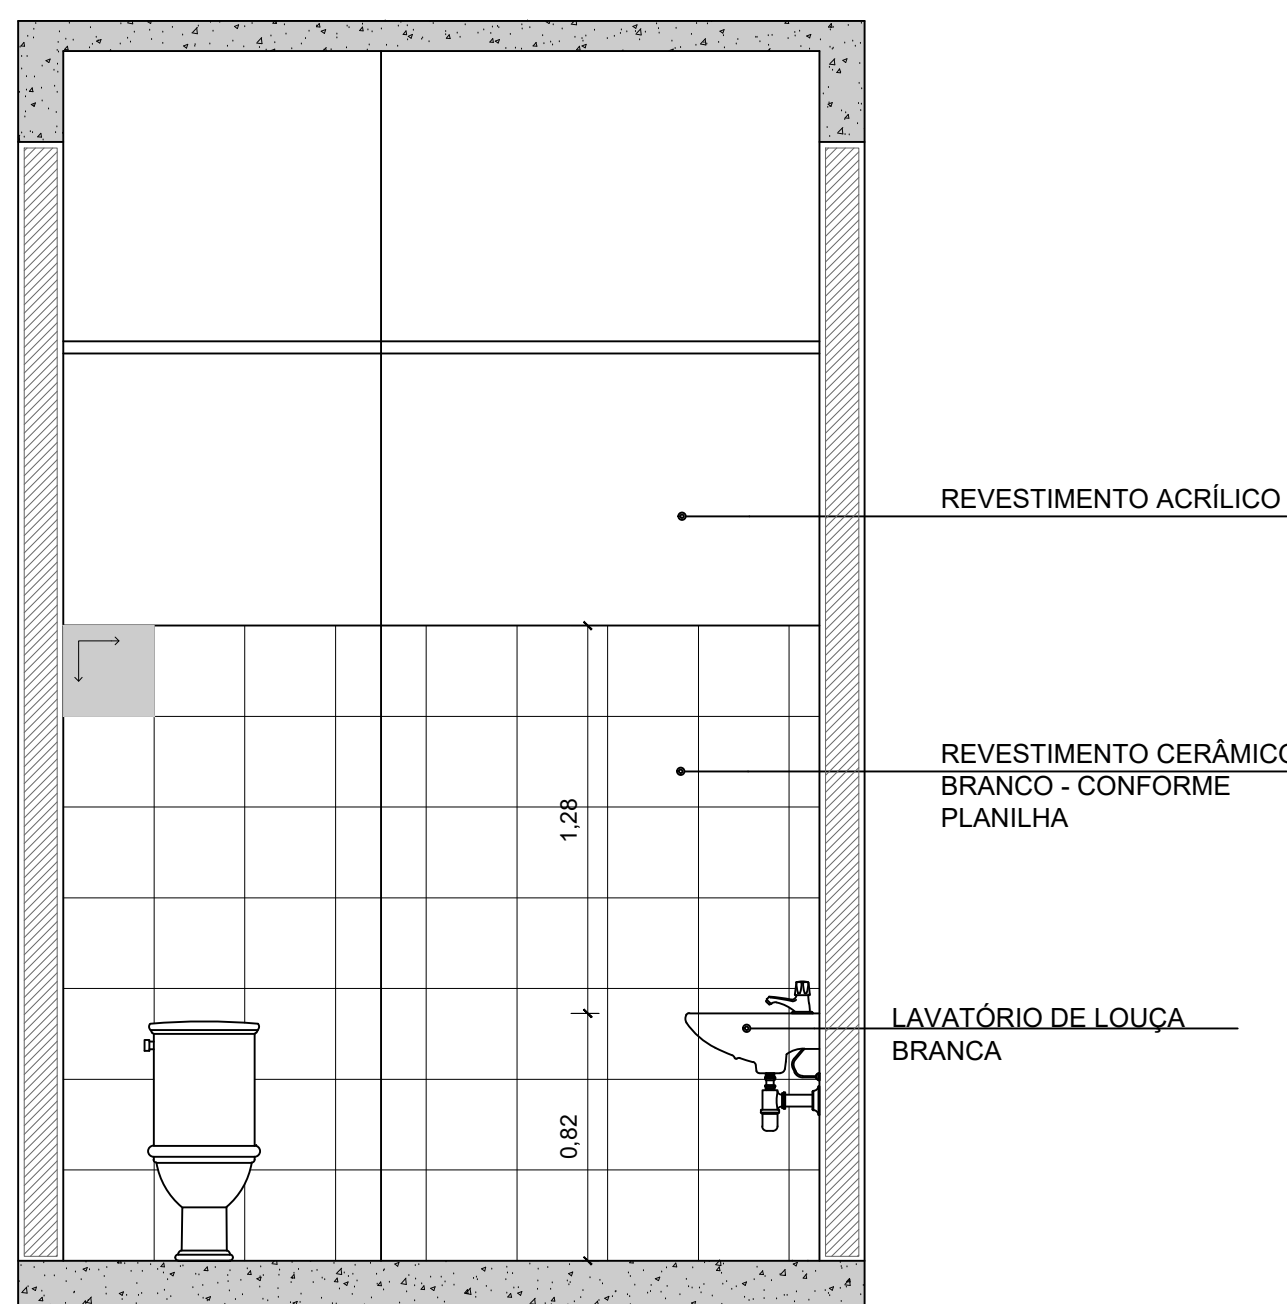 REVESTIMENTO ACRÍLICO
REVESTIMENTO CERÂMICO
BRANCO - CONFORME
PLANILHA
1,28
LAVATÓRIO DE LOUÇA
BRANCA
0,82